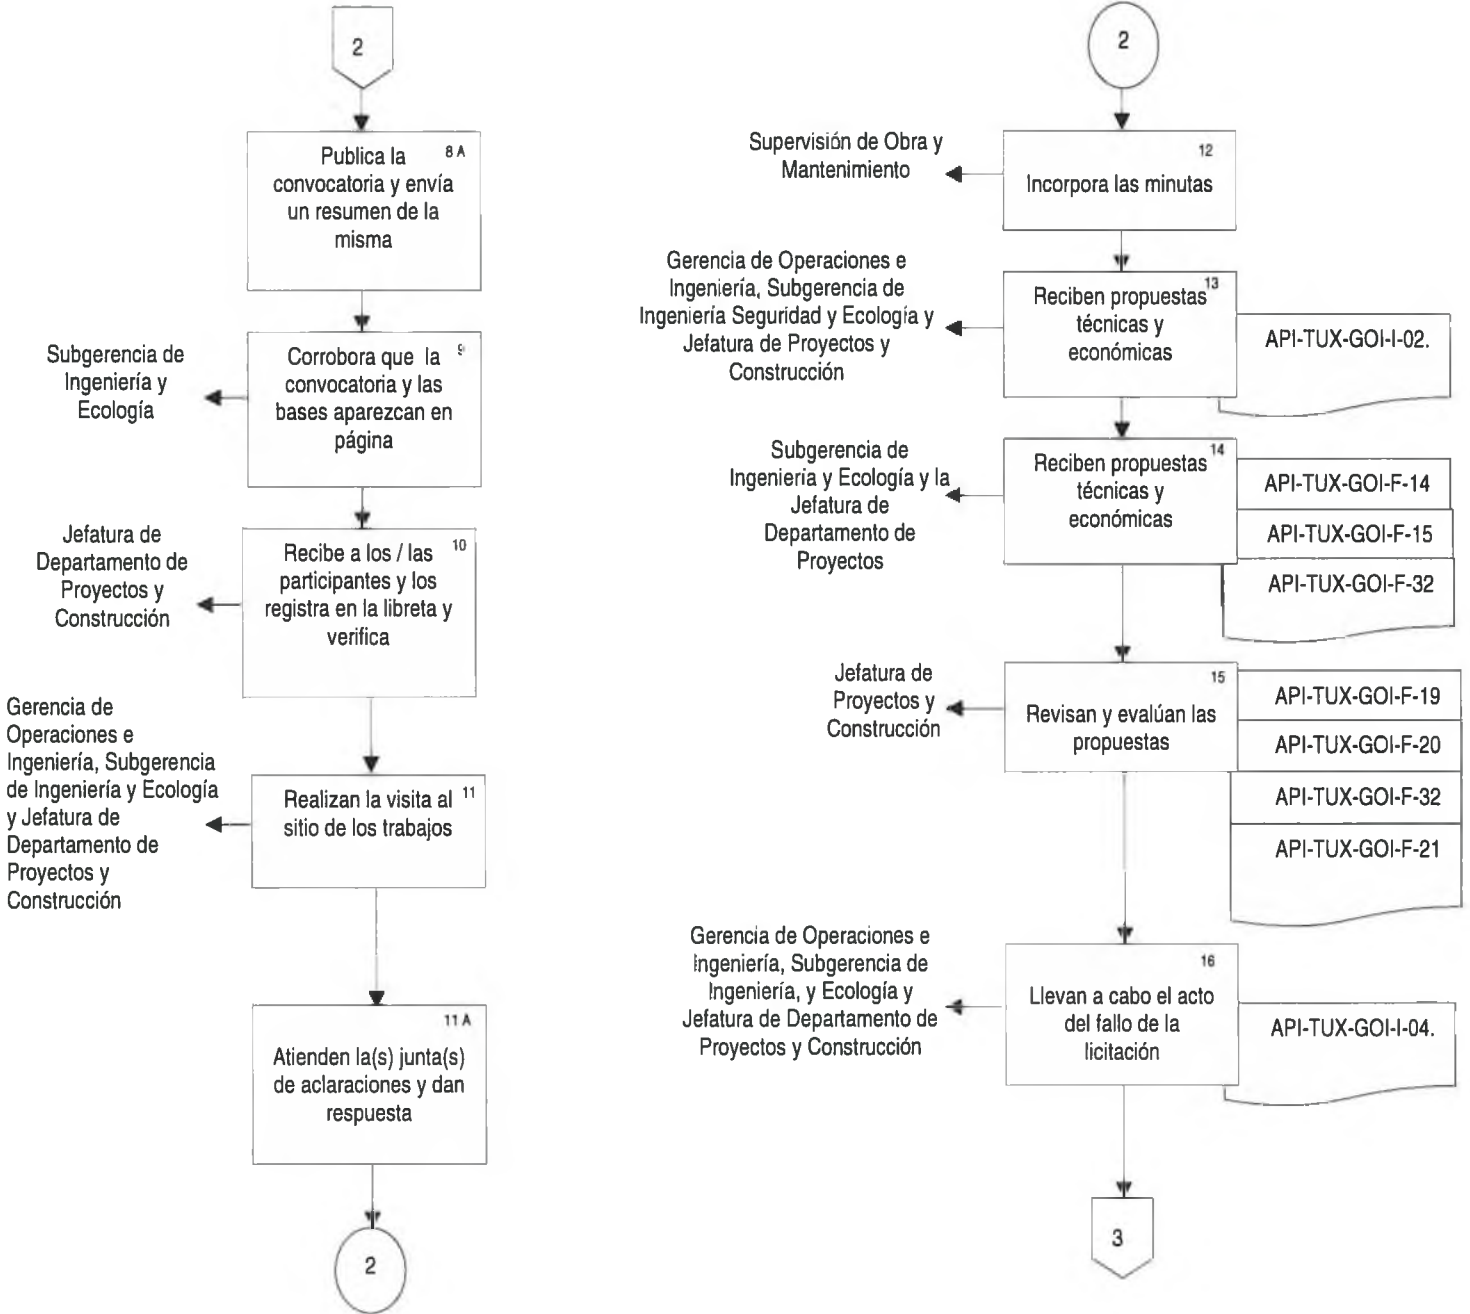 2
8 A
Publica la
convocatoria y envía
un resumen de la
misma
Subgerencia de
Ingeniería y
Ecología
9
Corrobora que la
convocatoria y las
bases aparezcan en
página
Jefatura de
Departamento de
Proyectos y
Construcción
10
Recibe a los / las
participantes y los
registra en la libreta y
verifica
Gerencia de
Operaciones e
Ingeniería, Subgerencia
de Ingeniería y Ecología
y Jefatura de
Departamento de
Proyectos y
Construcción
11
Realizan la visita al
sitio de los trabajos
11 A
Atienden la(s) junta(s)
de aclaraciones y dan
respuesta
2
2
Supervisión de Obra y
Mantenimiento
12
Incorpora las minutas
Gerencia de Operaciones e
Ingeniería, Subgerencia de
Ingeniería Seguridad y Ecología y
Jefatura de Proyectos y
Construcción
13
Reciben propuestas
técnicas y
económicas
API-TUX-GOI-I-02.
Subgerencia de
Ingenieria y Ecología y la
Jefatura de
Departamento de
Proyectos
14
Reciben propuestas
técnicas y
económicas
API-TUX-GOI-F-14
API-TUX-GOI-F-15
API-TUX-GOI-F-32
Jefatura de
Proyectos y
Construcción
15
Revisan y evalúan las
propuestas
API-TUX-GOI-F-19
API-TUX-GOI-F-20
API-TUX-GOI-F-32
API-TUX-GOI-F-21
Gerencia de Operaciones e
Ingeniería, Subgerencia de
Ingeniería, y Ecología y
Jefatura de Departamento de
Proyectos y Construcción
16
Llevan a cabo el acto
del fallo de la
licitación
API-TUX-GOI-I-04.
3